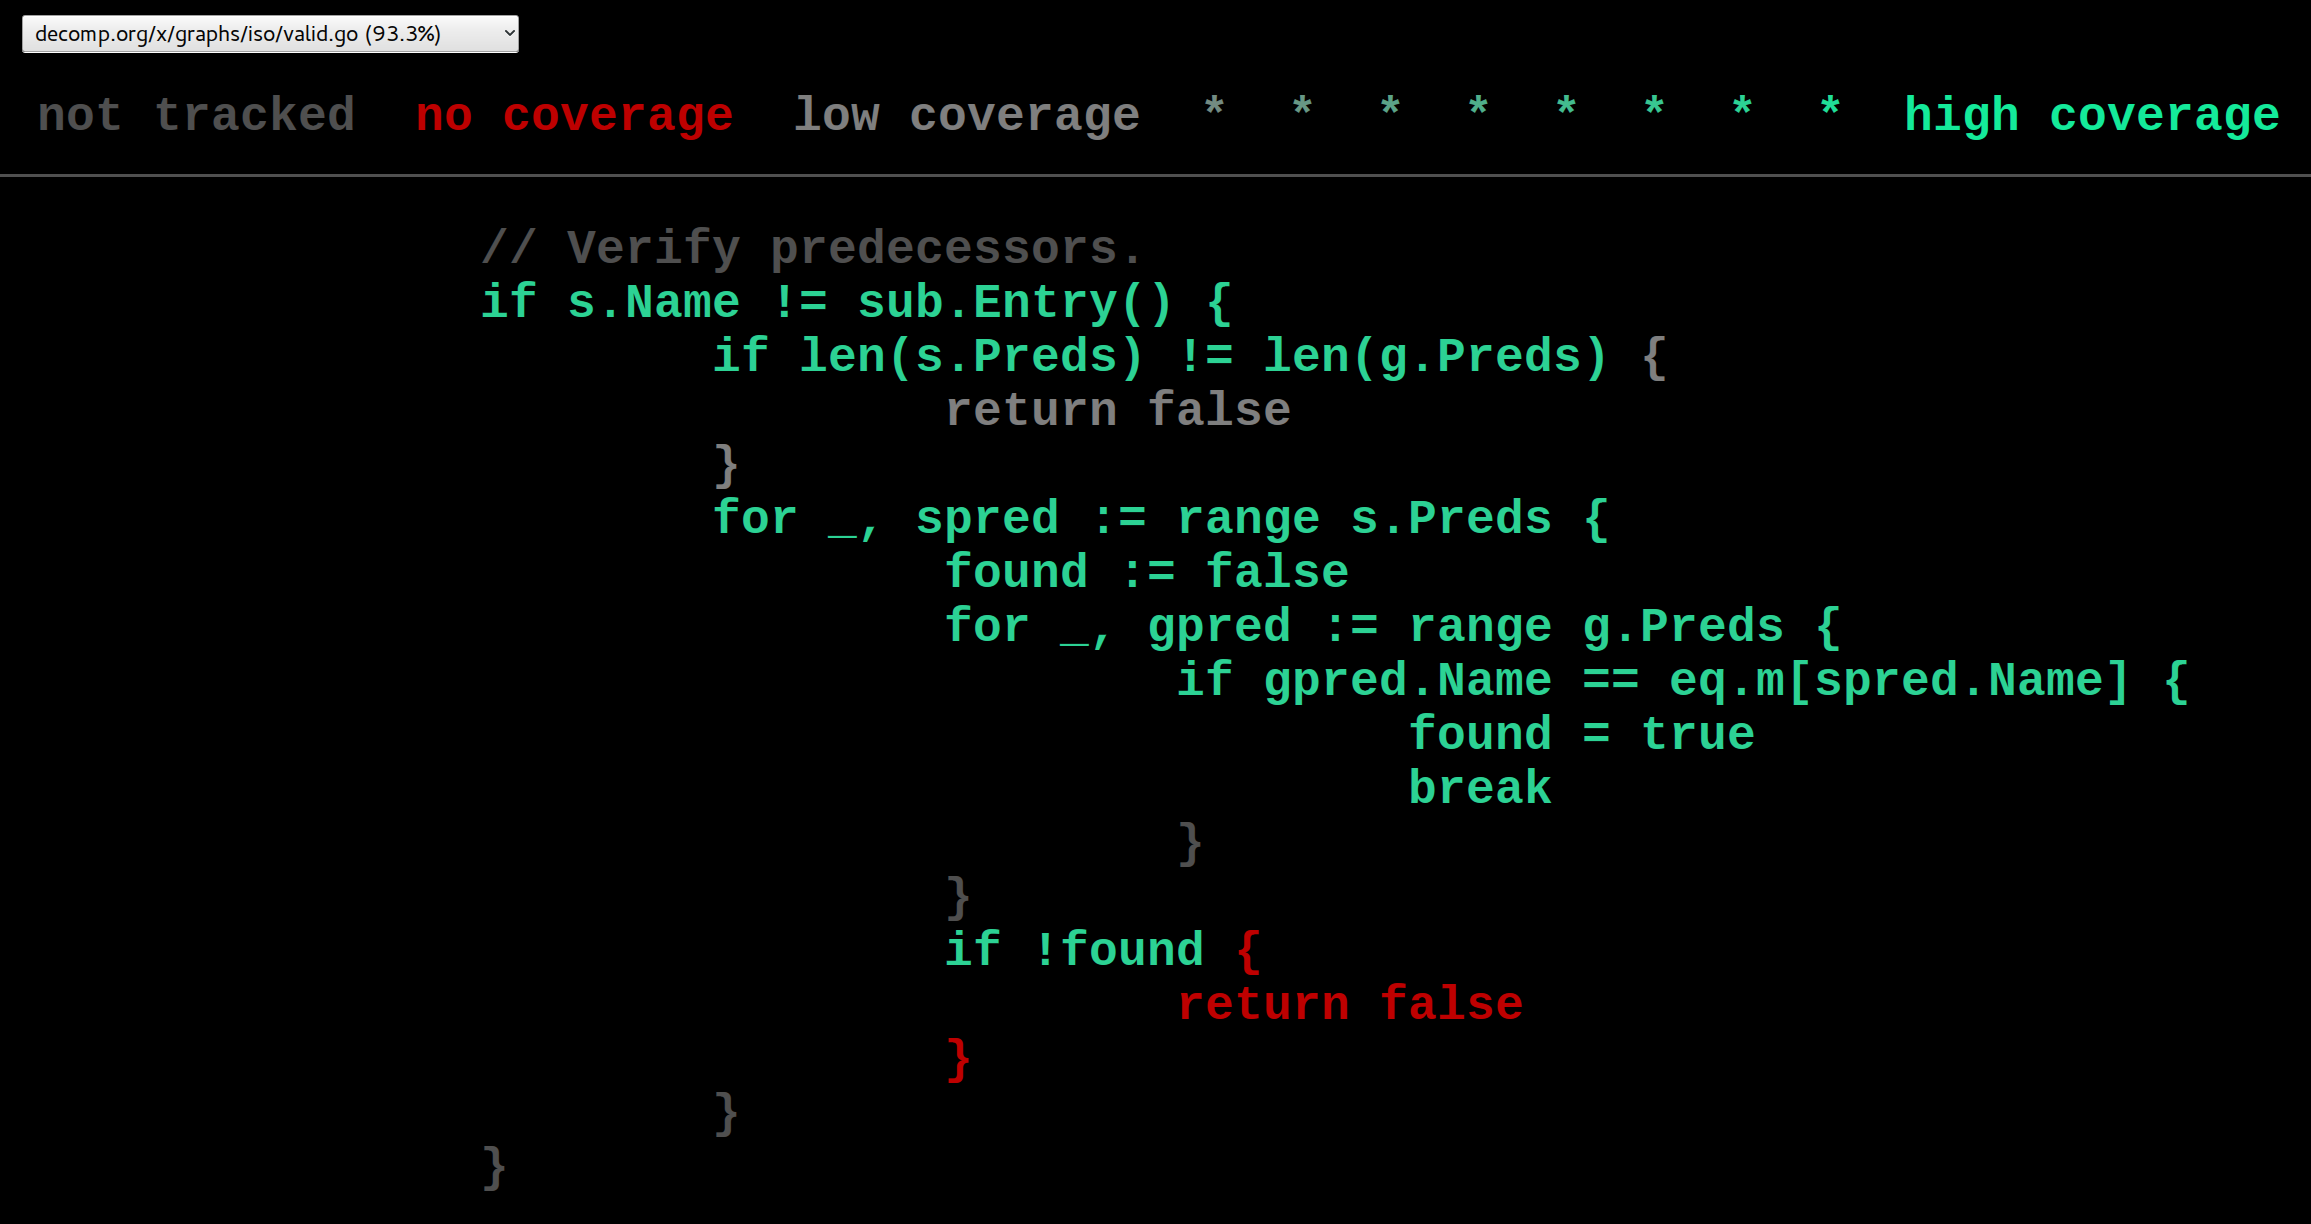 decomp.org/x/graphs/iso/valid.go (93.3%)
not tracked no coverage low coverage * * * * * * * * high coverage
// Verify predecessors.
if s.Name != sub.Entry() {
if len(s.Preds) != len(g.Preds) {
return false
}
for _, spred := range s.Preds {
found := false
for _, gpred := range g.Preds {
if gpred.Name == eq.m[spred.Name] {
found = true
break
}
}
if !found {
return false
}
}
}